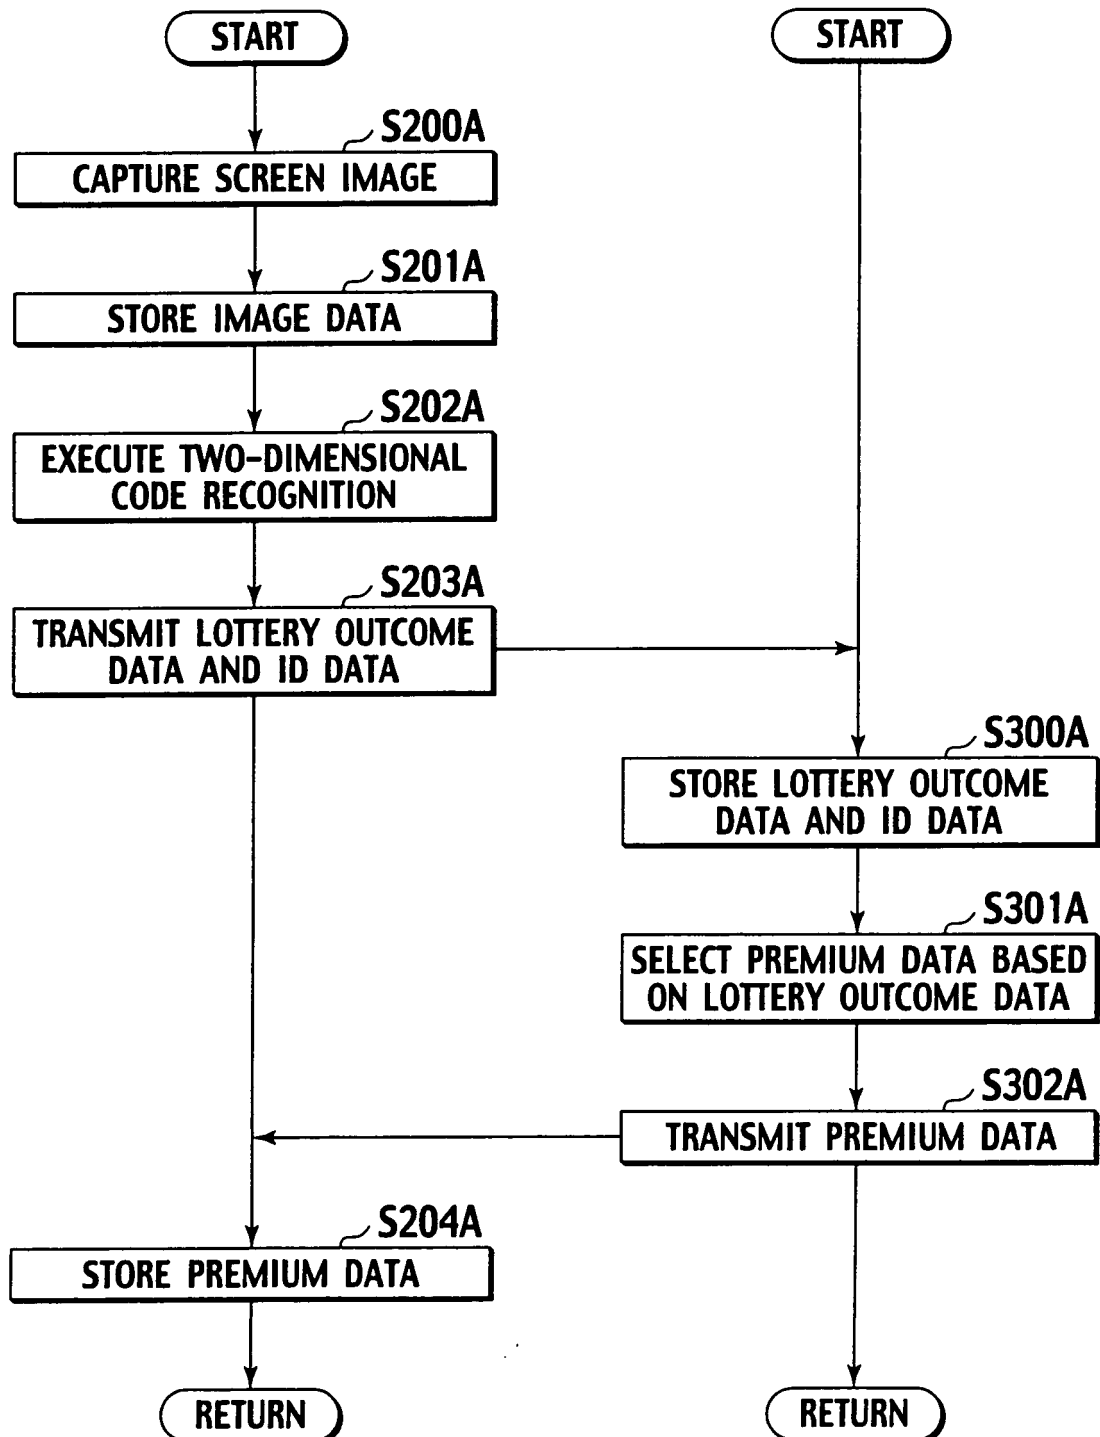 START
S200A
CAPTURE SCREEN IMAGE
S201A
STORE IMAGE DATA
S202A
EXECUTE TWO-DIMENSIONAL
CODE RECOGNITION
S203A
TRANSMIT LOTTERY OUTCOME
DATA AND ID DATA
S204A
STORE PREMIUM DATA
RETURN
START
S300A
STORE LOTTERY OUTCOME
DATA AND ID DATA
S301A
SELECT PREMIUM DATA BASED
ON LOTTERY OUTCOME DATA
S302A
TRANSMIT PREMIUM DATA
RETURN